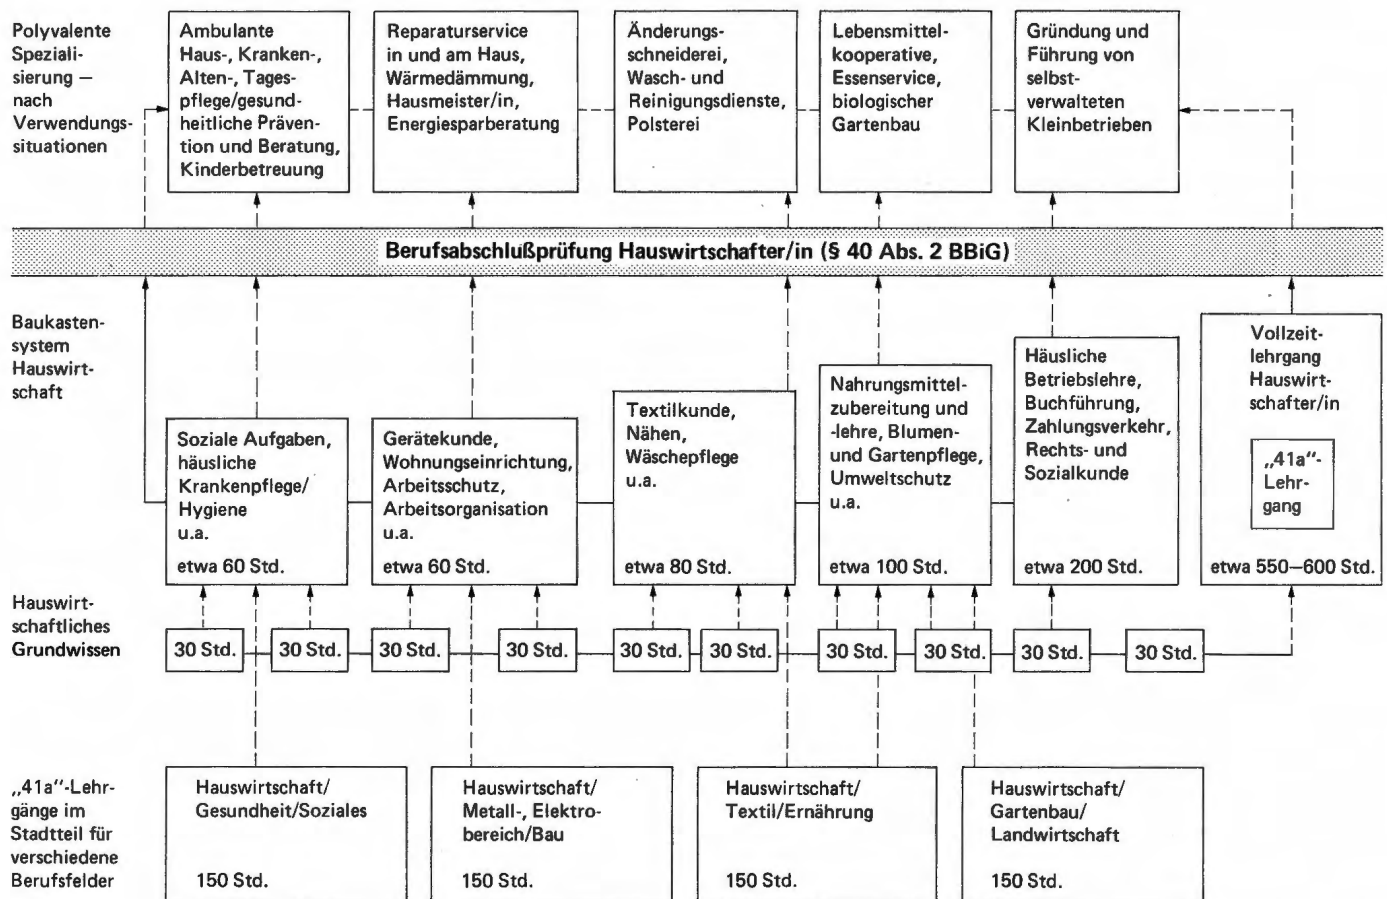 Polyvalente
Speziali-
sierung —
nach
Verwendungs-
situationen
Ambulante
Haus-, Kranken-,
Alten-, Tages-
pflege/gesund-
heitliche Präven-
tion und Beratung,
Kinderbetreuung
Reparaturservice
in und am Haus,
Wärmedämmung,
Hausmeister/in,
Energiesparberatung
Änderungs-
schneiderei,
Wasch- und
Reinigungsdienste,
Polsterei
Lebensmittel-
kooperative,
Essenservice,
biologischer
Gartenbau
Gründung und
Führung von
selbst-
verwalteten
Kleinbetrieben
Berufsabschlußprüfung Hauswirtschafter/in (§ 40 Abs. 2 BBiG)
Baukasten-
system
Hauswirt-
schaft
Soziale Aufgaben,
häusliche
Krankenpflege/
Hygiene
u.a.
etwa 60 Std.
Gerätekunde,
Wohnungseinrichtung,
Arbeitsschutz,
Arbeitsorganisation
u.a.
etwa 60 Std.
Textilkunde,
Nähen,
Wäschepflege
u.a.
etwa 80 Std.
Nahrungsmittel-
zubereitung und
-lehre, Blumen-
und Gartenpflege,
Umweltschutz
u.a.
etwa 100 Std.
Häusliche
Betriebslehre,
Buchführung,
Zahlungsverkehr,
Rechts- und
Sozialkunde
etwa 200 Std.
Vollzeit-
lehrgang
Hauswirt-
schafter/in
„41a"-
Lehr-
gang
etwa 550—600 Std.
Hauswirt-
schaftliches
Grundwissen
30 Std.
30 Std.
30 Std.
30 Std.
30 Std.
30 Std.
30 Std.
30 Std.
30 Std.
30 Std.
„41a"-Lehr-
gänge im
Stadtteil für
verschiedene
Berufsfelder
Hauswirtschaft/
Gesundheit/Soziales
150 Std.
Hauswirtschaft/
Metall-, Elektro-
bereich/Bau
150 Std.
Hauswirtschaft/
Textil/Ernährung
150 Std.
Hauswirtschaft/
Gartenbau/
Landwirtschaft
150 Std.